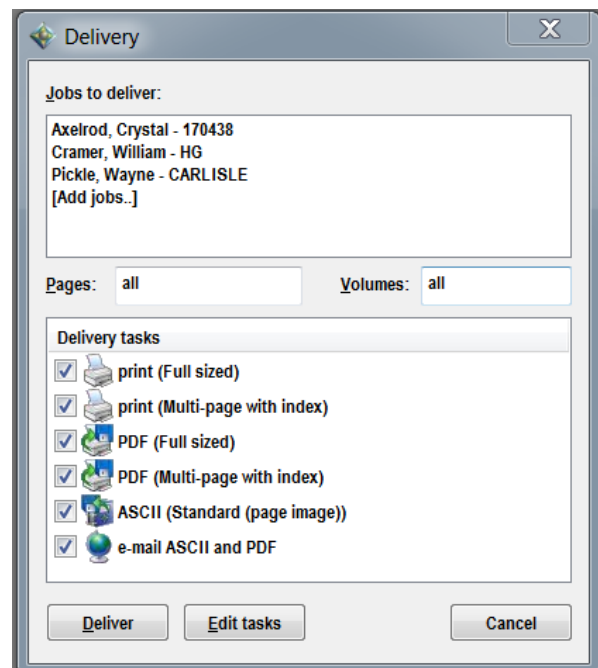 Delivery
Jobs to deliver:
Axelrod, Crystal - 170438
Cramer, William - HG
Pickle, Wayne - CARLISLE
[Add jobs..]
Pages: all Volumes: all
Delivery tasks
print (Full sized)
print (Multi-page with index)
PDF (Full sized)
PDF (Multi-page with index)
ASCII (Standard (page image))
e-mail ASCII and PDF
Deliver Edit tasks Cancel